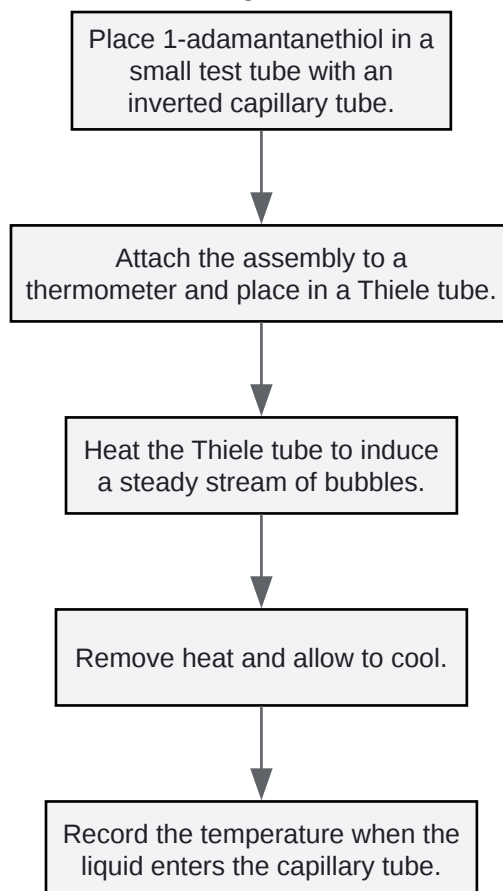 Place 1-adamantanethiol in a
small test tube with an
inverted capillary tube.
Attach the assembly to a
thermometer and place in a Thiele tube.
Heat the Thiele tube to induce
a steady stream of bubbles.
Remove heat and allow to cool.
Record the temperature when the
liquid enters the capillary tube.